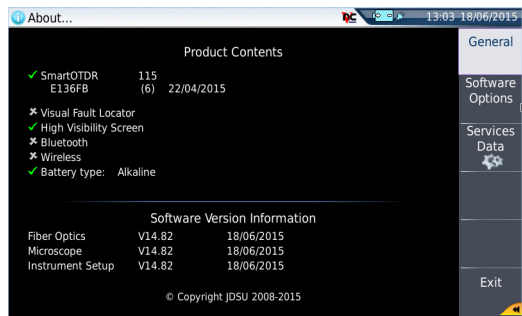 About...
13:03 18/06/2015
Product Contents
SmartOTDR 115
E136FB (6) 22/04/2015
Visual Fault Locator
High Visibility Screen
Bluetooth
Wireless
Battery type: Alkaline
Software Version Information
Fiber Optics V14.82 18/06/2015
Microscope V14.82 18/06/2015
Instrument Setup V14.82 18/06/2015
© Copyright JDSU 2008-2015
General
Software
Options
Services
Data
Exit